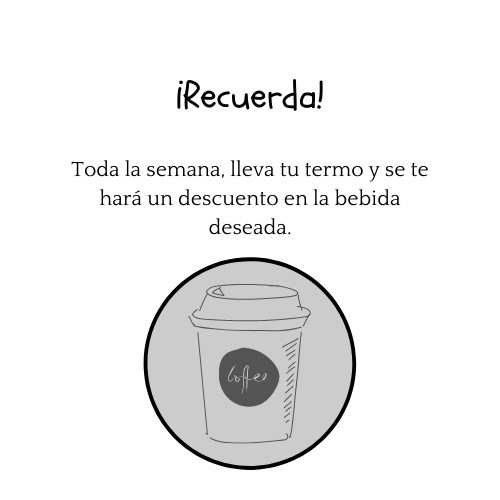 ¡Recuerda!
Toda la semana, lleva tu termo y se te
hará un descuento en la bebida
deseada.
Coffee